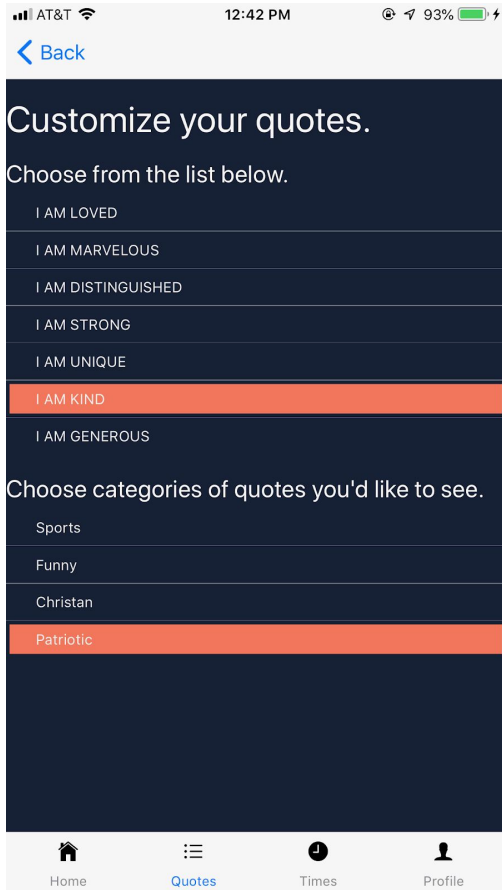 AT&T 12:42 PM 93%
Back
Customize your quotes.
Choose from the list below.
I AM LOVED
I AM MARVELOUS
I AM DISTINGUISHED
I AM STRONG
I AM UNIQUE
I AM KIND
I AM GENEROUS
Choose categories of quotes you'd like to see.
Sports
Funny
Christan
Patriotic
Home Quotes Times Profile